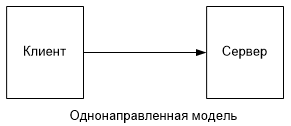 Клиент
Сервер
Однонаправленная модель